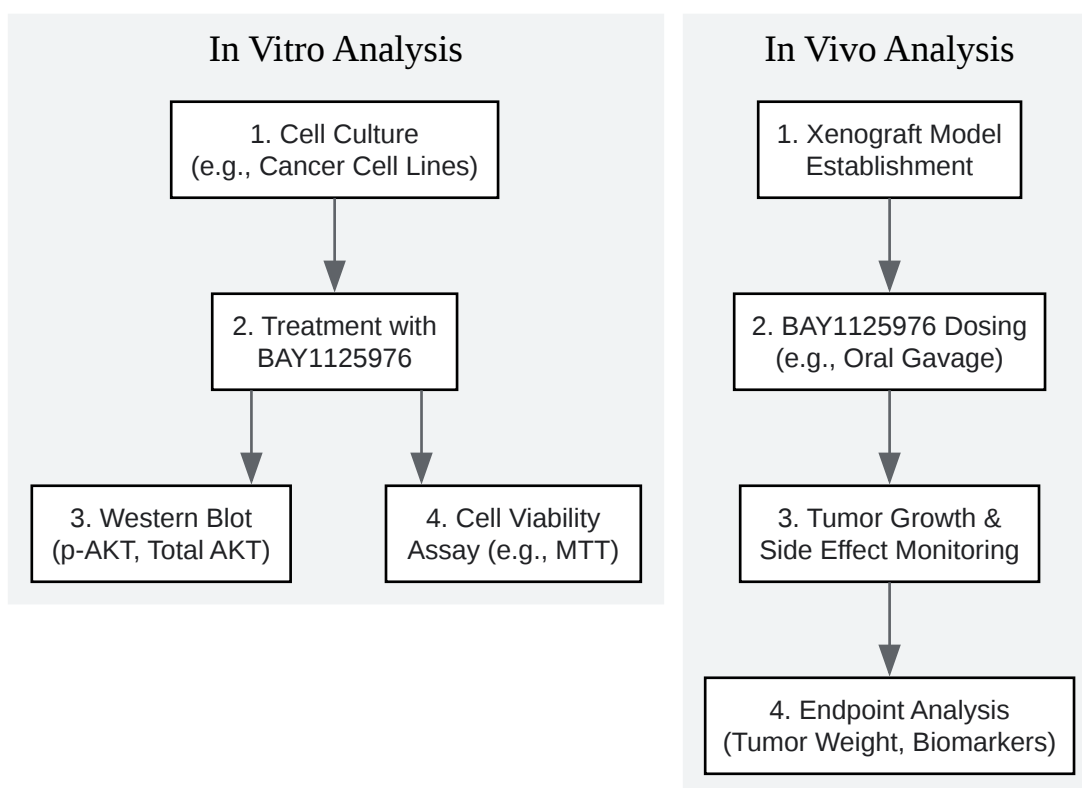 In Vitro Analysis
1. Cell Culture
(e.g., Cancer Cell Lines)
2. Treatment with
BAY1125976
3. Western Blot
(p-AKT, Total AKT)
4. Cell Viability
Assay (e.g., MTT)
In Vivo Analysis
1. Xenograft Model
Establishment
2. BAY1125976 Dosing
(e.g., Oral Gavage)
3. Tumor Growth &
Side Effect Monitoring
4. Endpoint Analysis
(Tumor Weight, Biomarkers)